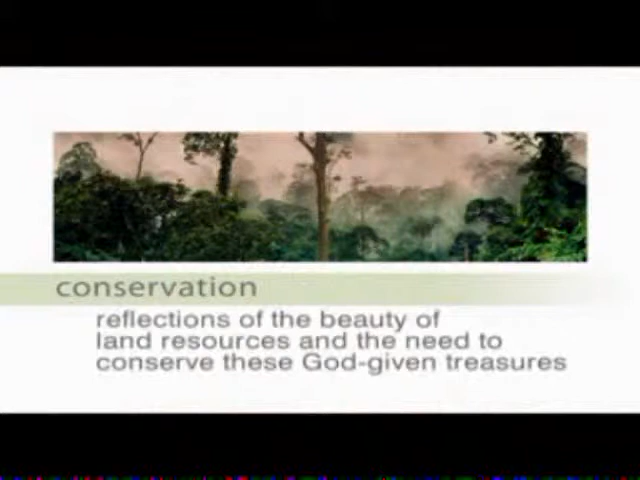 conservation
reflections of the beauty of
land resources and the need to
conserve these God-given treasures